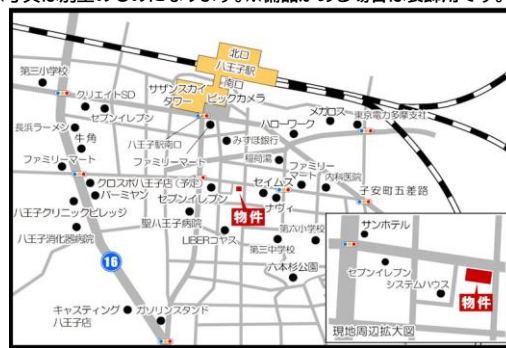 北口
八王子駅
南口
第三小学校
サザンスカイ
タワー
ビックカメラ
クリエイトSD
セブンイレブン
メガロス
東京電力多摩支社
ハローワーク
長浜ラーメン
牛角
八王子駅南口
ファミリーマート
みずほ銀行
稲荷湯
ファミリーマート
ファミリー
マート
内科医院
クロスポ八王子店(予定)
バーミヤン
セブンイレブン
セイムズ
ナヴィ
子安町五差路
物件
八王子クリニックビレッジ
聖八王子病院
八王子消化器病院
LIBERコヤス
第六小学校
第三中学校
16
六本杉公園
キャスティング
八王子店
ガソリンスタンド
サンホテル
セブンイレブン
システムハウス
物件
現地周辺拡大図